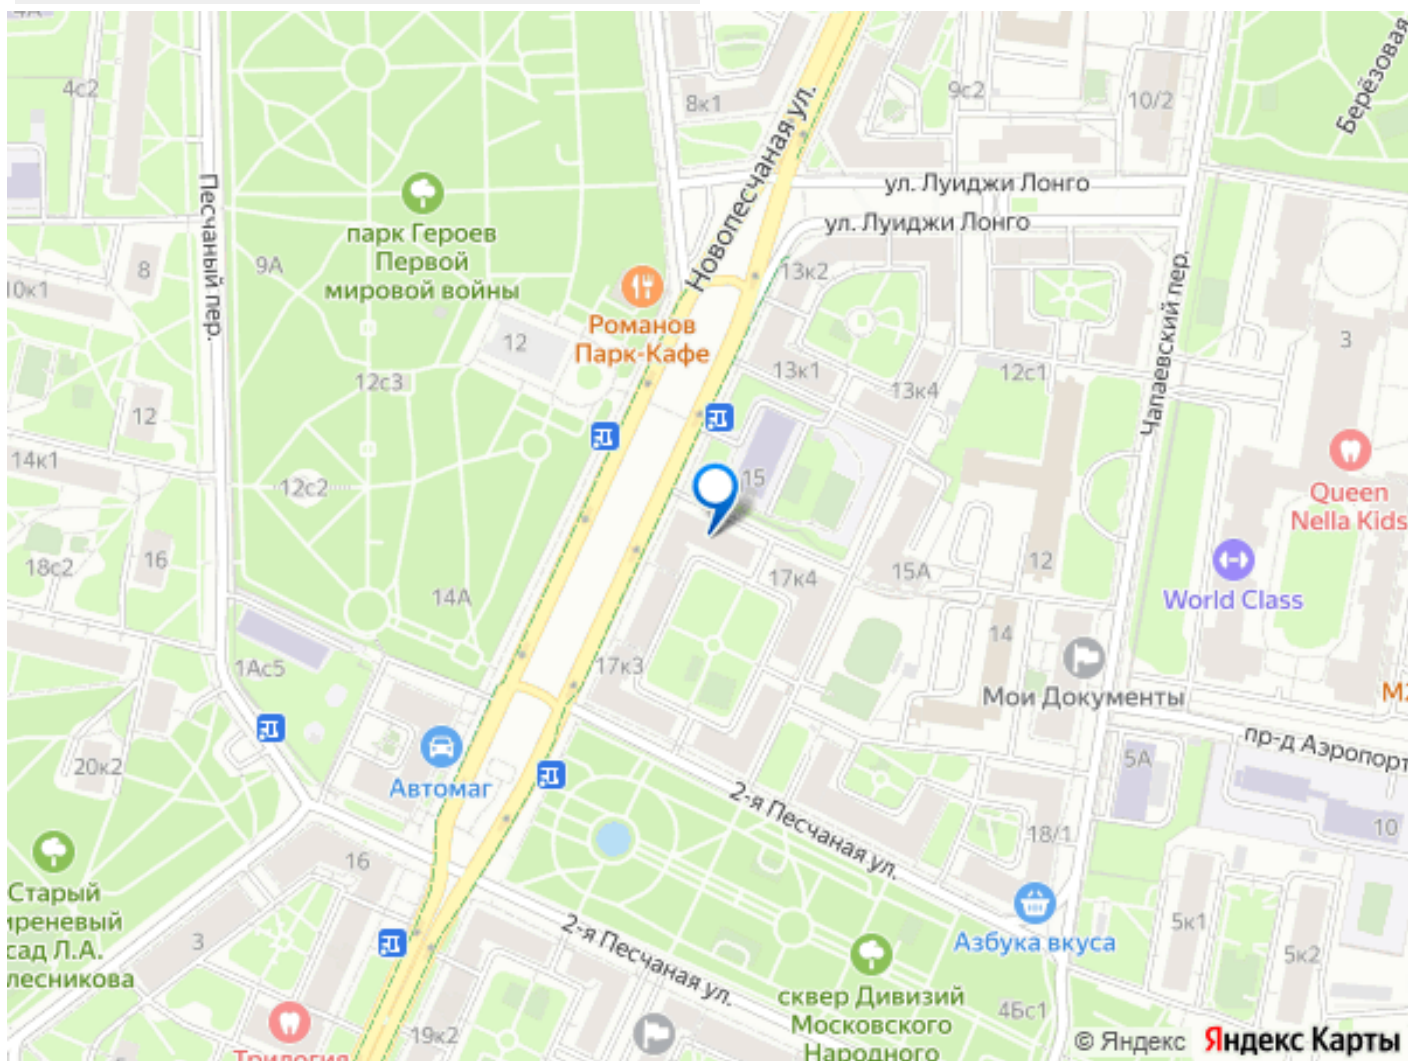 4А
4с2
8к1
9с2
10/2
Берёзовая
Новопесчаная ул.
ул. Луиджи Лонго
ул. Луиджи Лонго
Песчаный пер.
парк Героев
Первой
мировой войны
9А
8
10к1
13к2
Чапаевский пер.
Романов
Парк-Кафе
12
3
12с3
13к1
13к4
12с1
12
14к1
12с2
15
Queen
Nella Kids
18с2
16
14А
17к4
15А
12
World Class
14
1Ас5
17к3
Мои Документы
пр-д Аэропорт
5А
20к2
Автомаг
2-я Песчаная ул.
18/1
10
16
Старый
иреневый
сад Л.А.
лесникова
3
2-я Песчаная ул.
Азбука вкуса
5к1
5к2
сквер Дивизий
Московского
Народного
4Бс1
19к2
Трилогия
© Яндекс Яндекс Карты